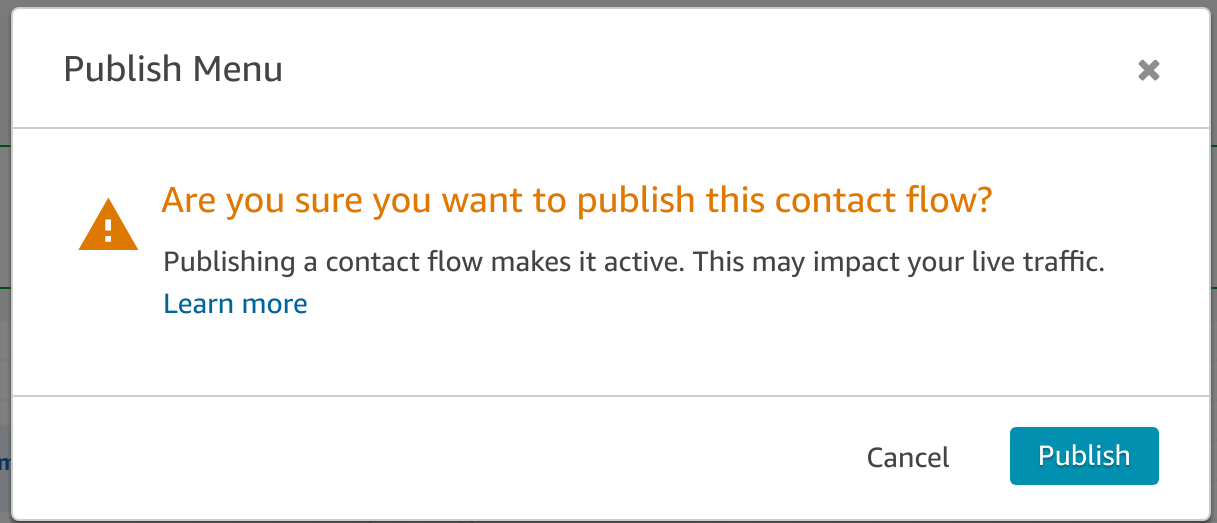 Publish Menu
Are you sure you want to publish this contact flow?
Publishing a contact flow makes it active. This may impact your live traffic.
Learn more
Cancel
Publish